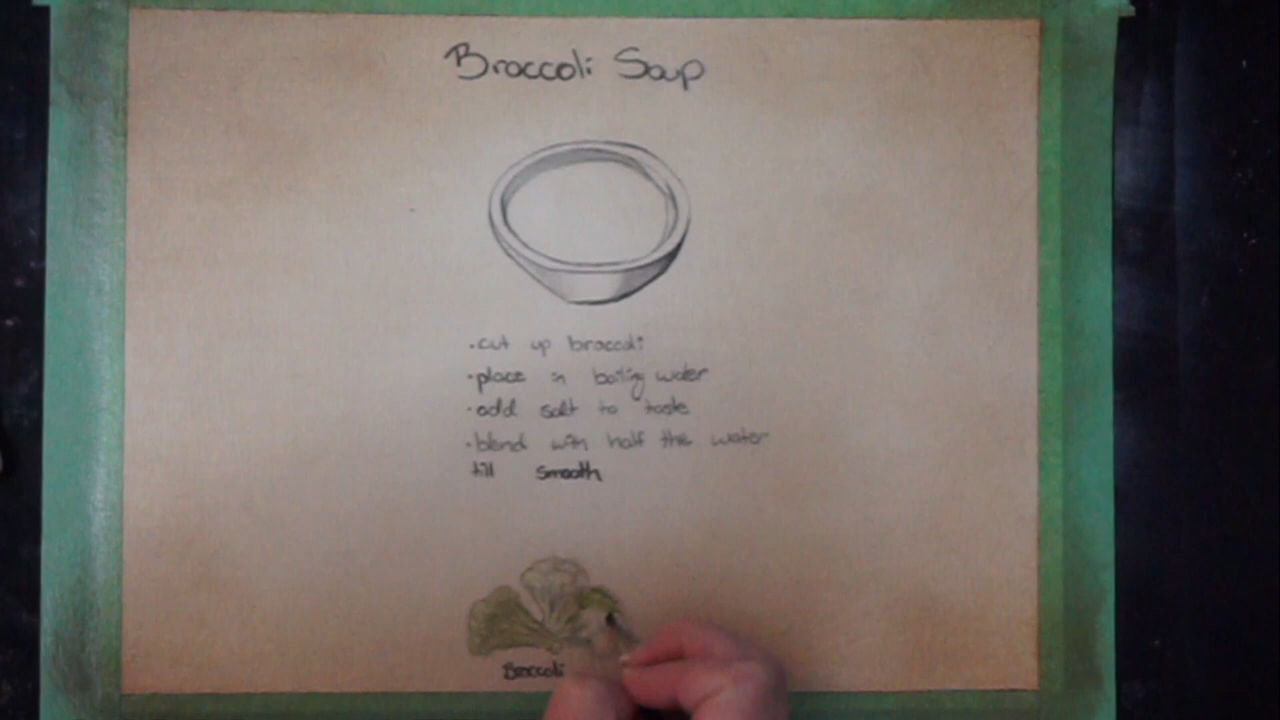 Broccoli Soup
• cut up broccoli
• place in boiling water
• add salt to taste
• blend with half the water
till smooth
Broccoli